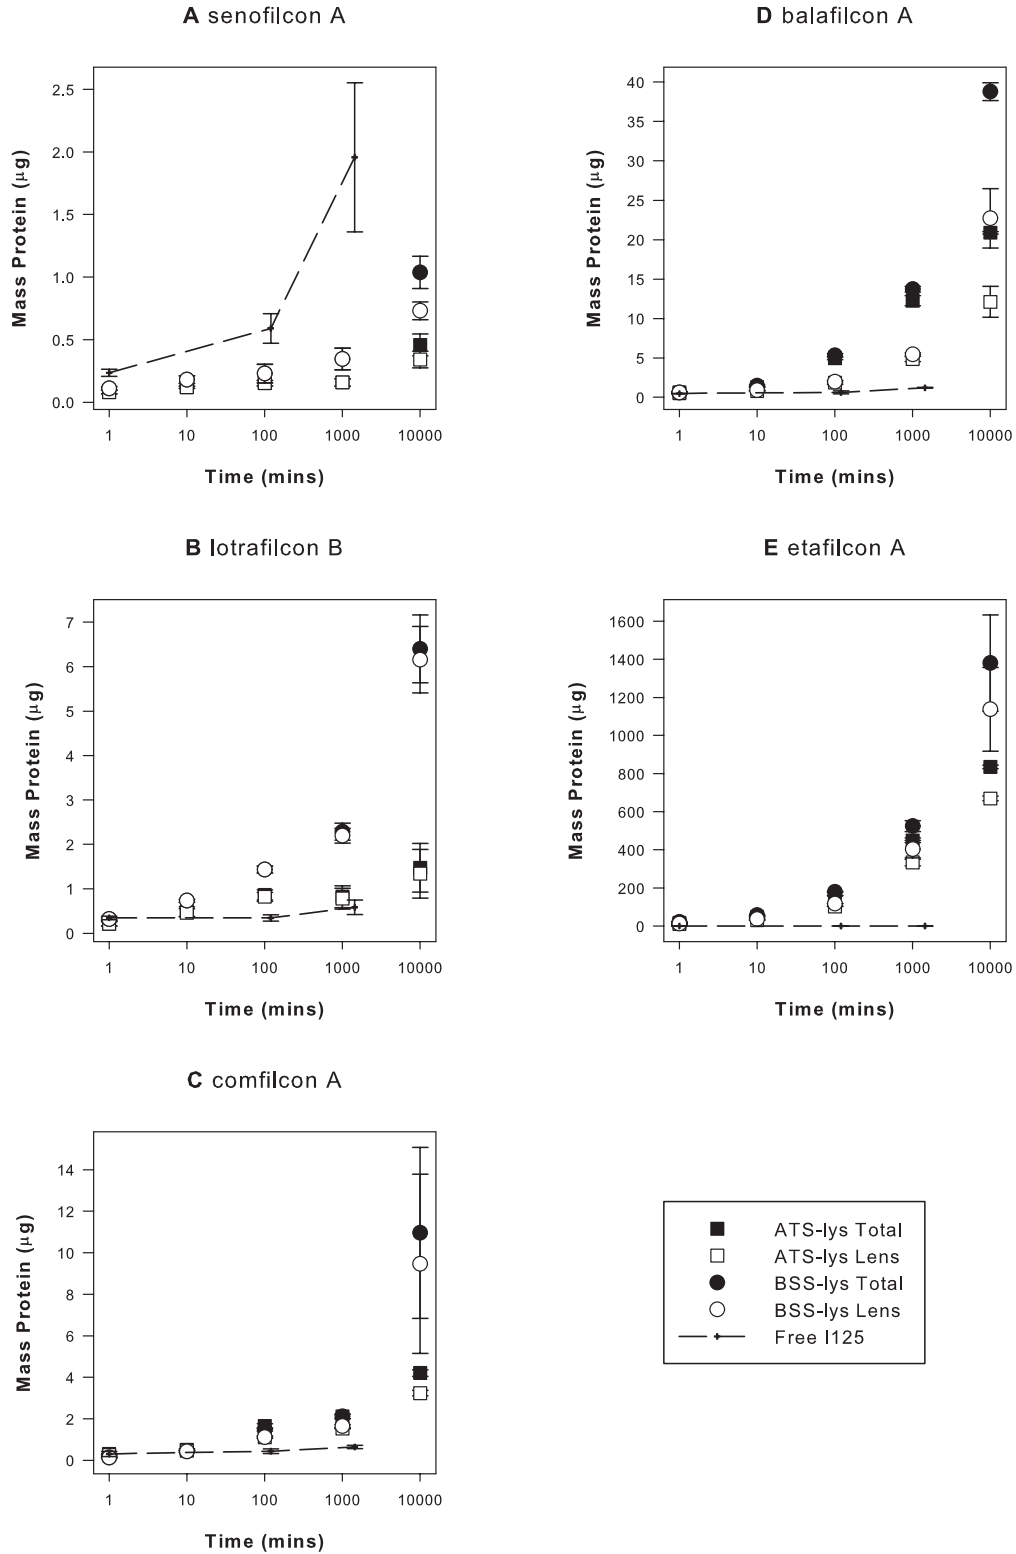 A senofilcon A
Mass Protein (μg)
2.5
2.0
1.5
1.0
0.5
0.0
1 10 100 1000 10000
Time (mins)
B lotrafilcon B
Mass Protein (μg)
7
6
5
4
3
2
1
0
1 10 100 1000 10000
Time (mins)
C comfilcon A
Mass Protein (μg)
14
12
10
8
6
4
2
0
1 10 100 1000 10000
Time (mins)
D balafilcon A
Mass Protein (μg)
40
35
30
25
20
15
10
5
0
1 10 100 1000 10000
Time (mins)
E etafilcon A
Mass Protein (μg)
1600
1400
1200
1000
800
600
400
200
0
1 10 100 1000 10000
Time (mins)
ATS-lys Total
ATS-lys Lens
BSS-lys Total
BSS-lys Lens
Free I125